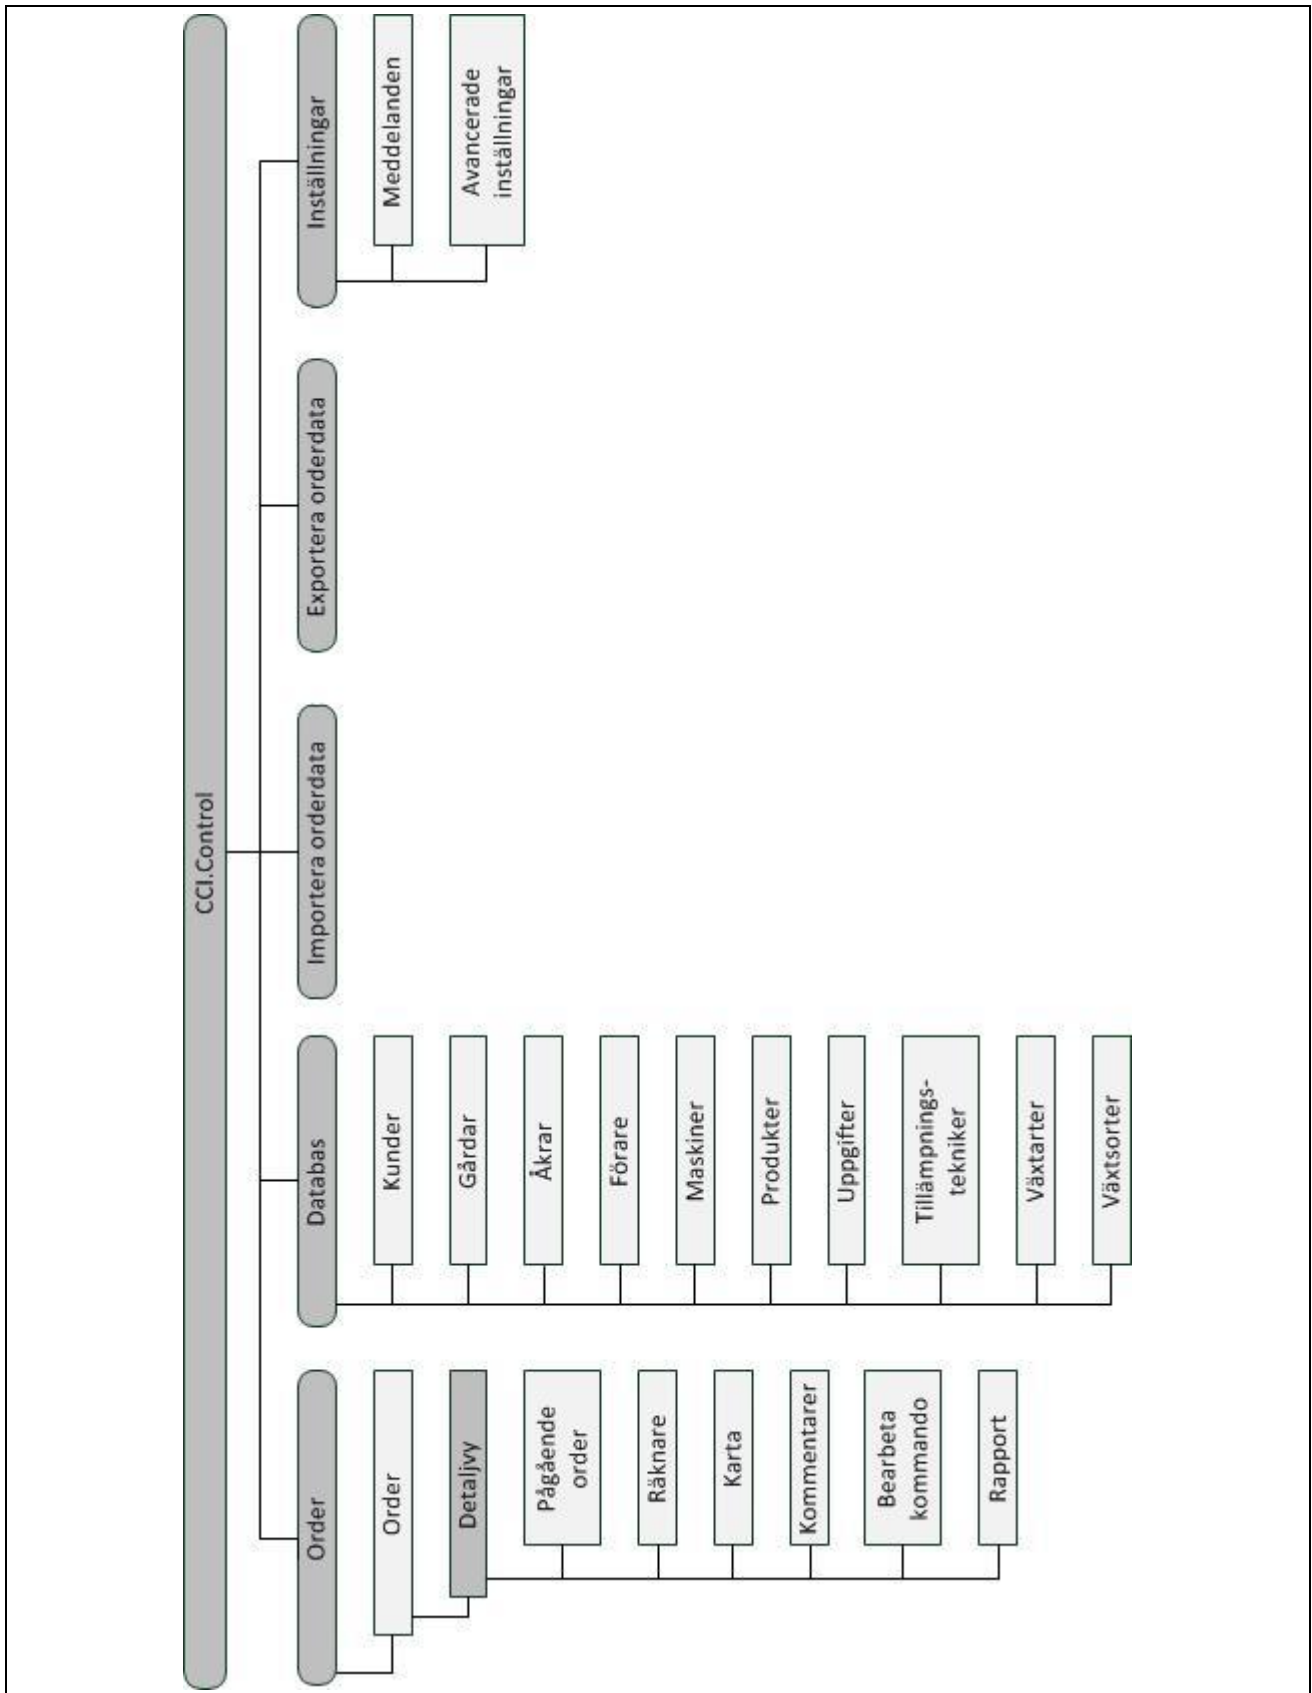 CCI.Control
Order
Order
Detaljvy
Pågående
order
Räknare
Karta
Kommentarer
Bearbeta
kommando
Rapport
Databas
Kunder
Gårdar
Åkrar
Förare
Maskiner
Produkter
Uppgifter
Tillämpnings-
tekniker
Växtarter
Växtsorter
Importera orderdata
Exportera orderdata
Inställningar
Meddelanden
Avancerade
inställningar